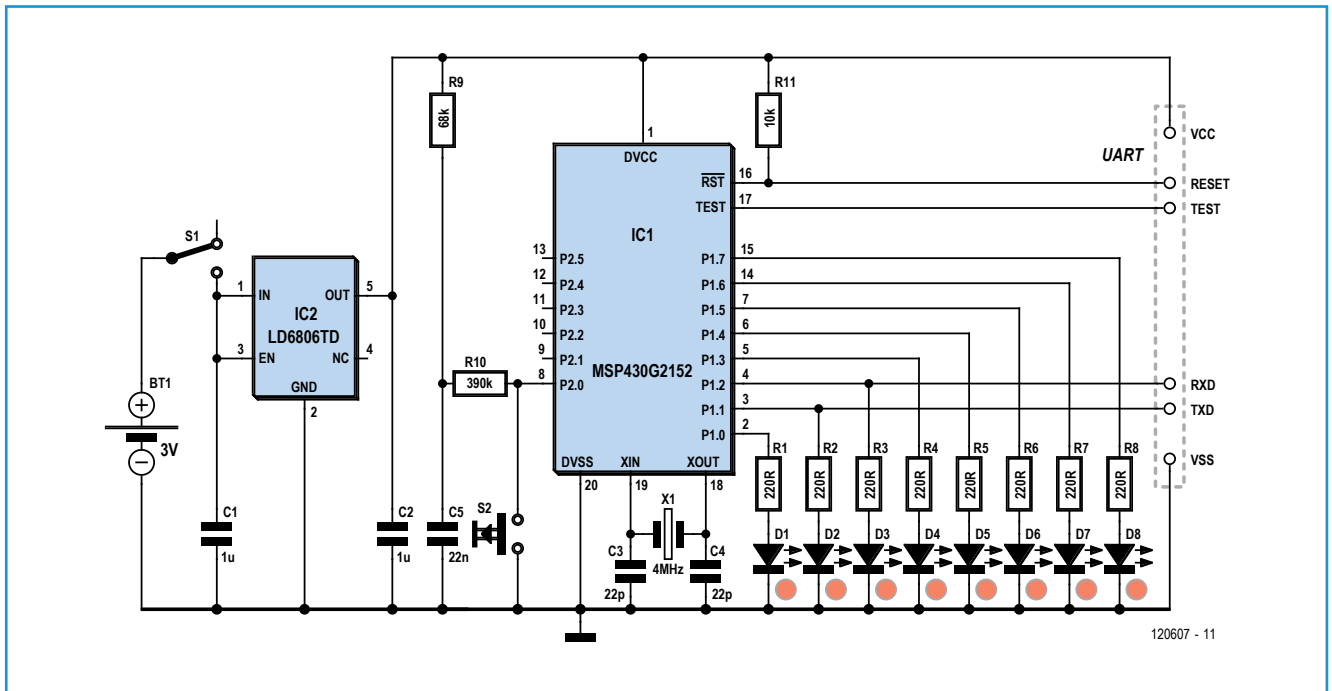 R9
68k
R11
10k
1
DVCC
VCC
UART
RST
16
RESET
TEST
17
TEST
IC1
S1
13
P2.5
P1.7
15
12
P2.4
P1.6
14
1
IN
OUT
5
11
P2.3
P1.5
7
IC2
LD6806TD
10
P2.2
P1.4
6
3
EN
NC
4
9
P2.1
P1.3
5
MSP430G2152
R10
390k
8
P2.0
P1.2
4
RXD
BT1
GND
2
P1.1
3
TXD
+
P1.0
2
3V
−
R1
R2
R3
R4
R5
R6
R7
R8
DVSS
XIN
XOUT
VSS
20
19
18
220R
220R
220R
220R
220R
220R
220R
220R
C1
1u
C2
1u
C5
22n
S2
X1
4MHz
C3
22p
C4
22p
D1
D2
D3
D4
D5
D6
D7
D8
120607 - 11